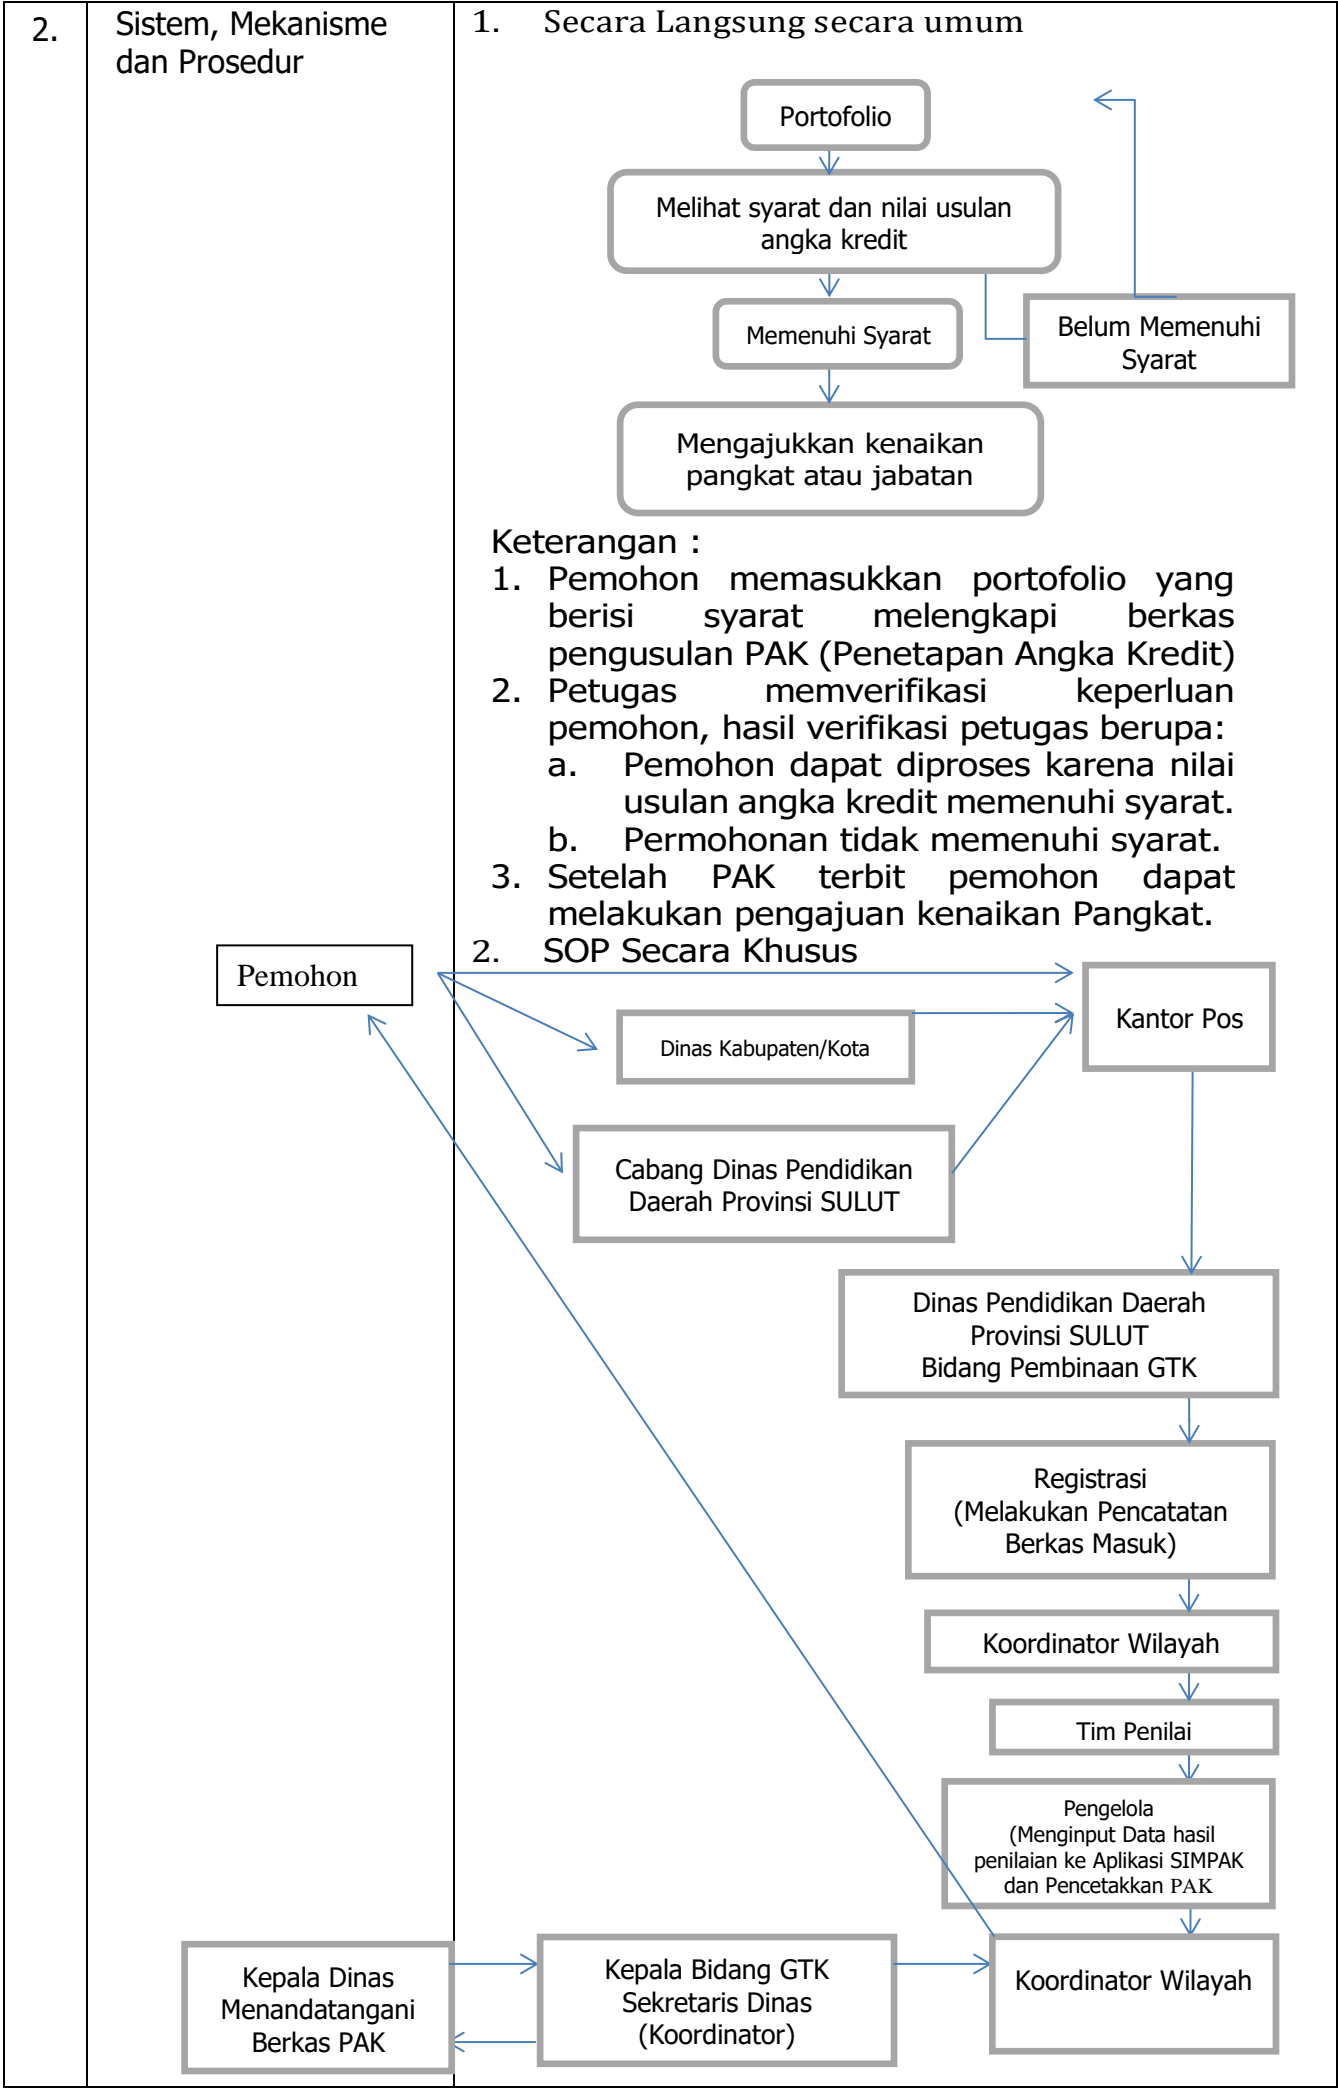 2.
Sistem, Mekanisme
dan Prosedur
1. Secara Langsung secara umum
Portofolio
Melihat syarat dan nilai usulan
angka kredit
Memenuhi Syarat
Belum Memenuhi
Syarat
Mengajukkan kenaikan
pangkat atau jabatan
Keterangan :
1. Pemohon memasukkan portofolio yang
berisi syarat melengkapi berkas
pengusulan PAK (Penetapan Angka Kredit)
2. Petugas memverifikasi keperluan
pemohon, hasil verifikasi petugas berupa:
a. Pemohon dapat diproses karena nilai
usulan angka kredit memenuhi syarat.
b. Permohonan tidak memenuhi syarat.
3. Setelah PAK terbit pemohon dapat
melakukan pengajuan kenaikan Pangkat.
2. SOP Secara Khusus
Pemohon
Kantor Pos
Dinas Kabupaten/Kota
Cabang Dinas Pendidikan
Daerah Provinsi SULUT
Dinas Pendidikan Daerah
Provinsi SULUT
Bidang Pembinaan GTK
Registrasi
(Melakukan Pencatatan
Berkas Masuk)
Koordinator Wilayah
Tim Penilai
Pengelola
(Menginput Data hasil
penilaian ke Aplikasi SIMPAK
dan Pencetakkan PAK
Kepala Dinas
Menandatangani
Berkas PAK
Kepala Bidang GTK
Sekretaris Dinas
(Koordinator)
Koordinator Wilayah